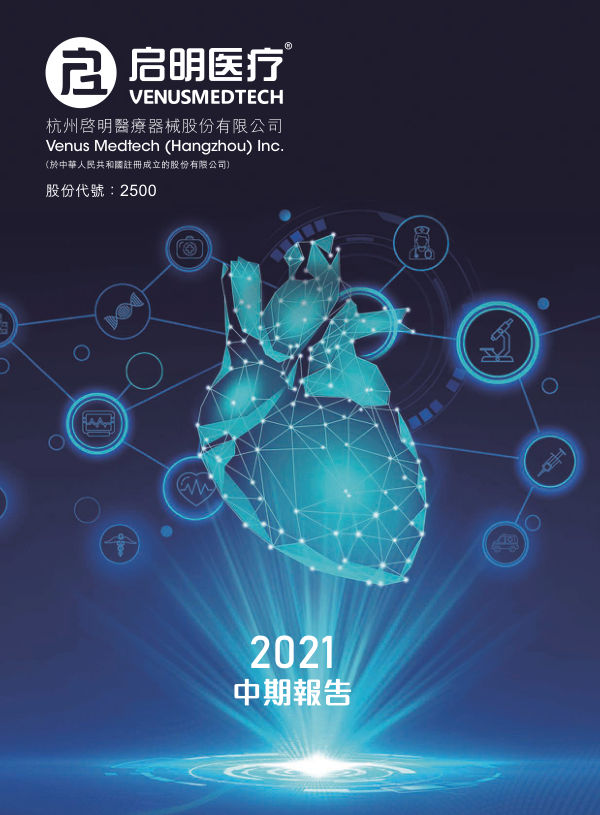 启明医疗®
VENUSMEDTECH
杭州啓明醫療器械股份有限公司
Venus Medtech (Hangzhou) Inc.
(於中華人民共和國註冊成立的股份有限公司)
股份代號：2500
2021
中期報告